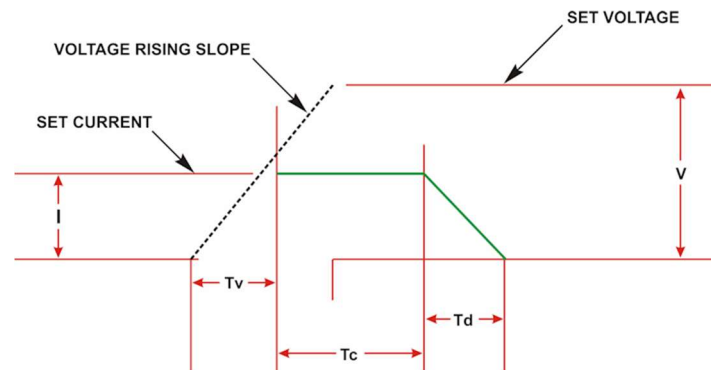 SET VOLTAGE
VOLTAGE RISING SLOPE
SET CURRENT
I
V
Tv
Td
Tc